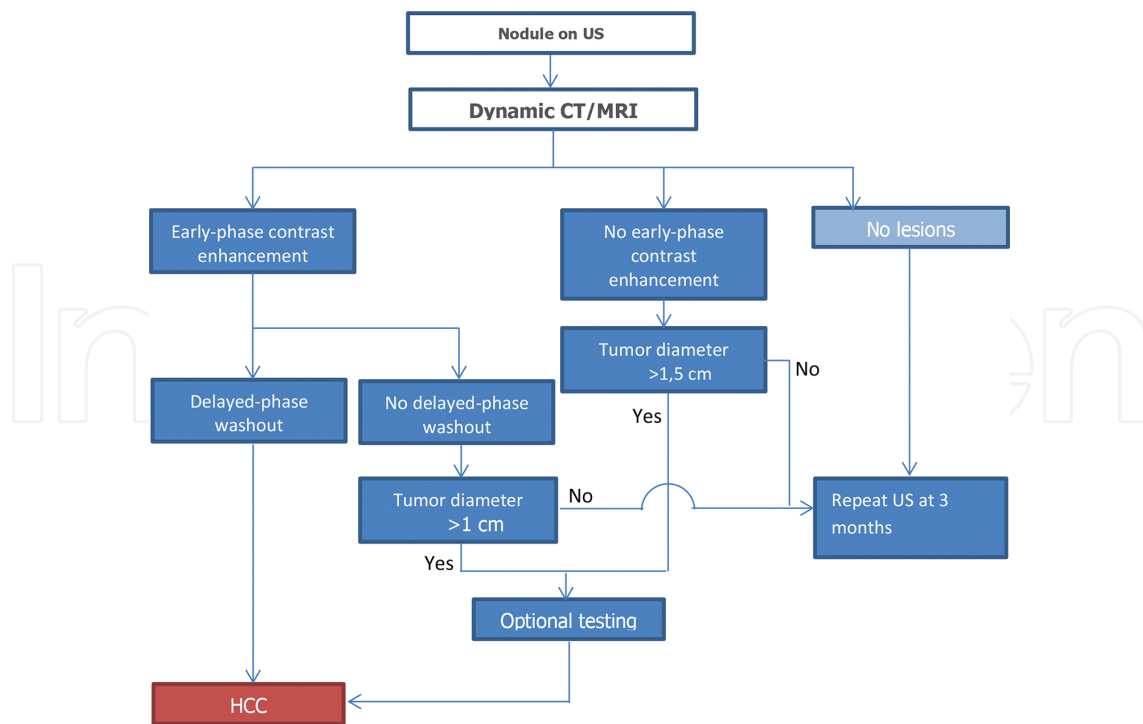 Nodule on US
Dynamic CT/MRI
Early-phase contrast
enhancement
No early-phase
contrast
enhancement
No lesions
Tumor diameter
>1,5 cm
No
Yes
Delayed-phase
washout
No delayed-phase
washout
Tumor diameter
>1 cm
No
Yes
Repeat US at 3
months
Optional testing
HCC
In
en